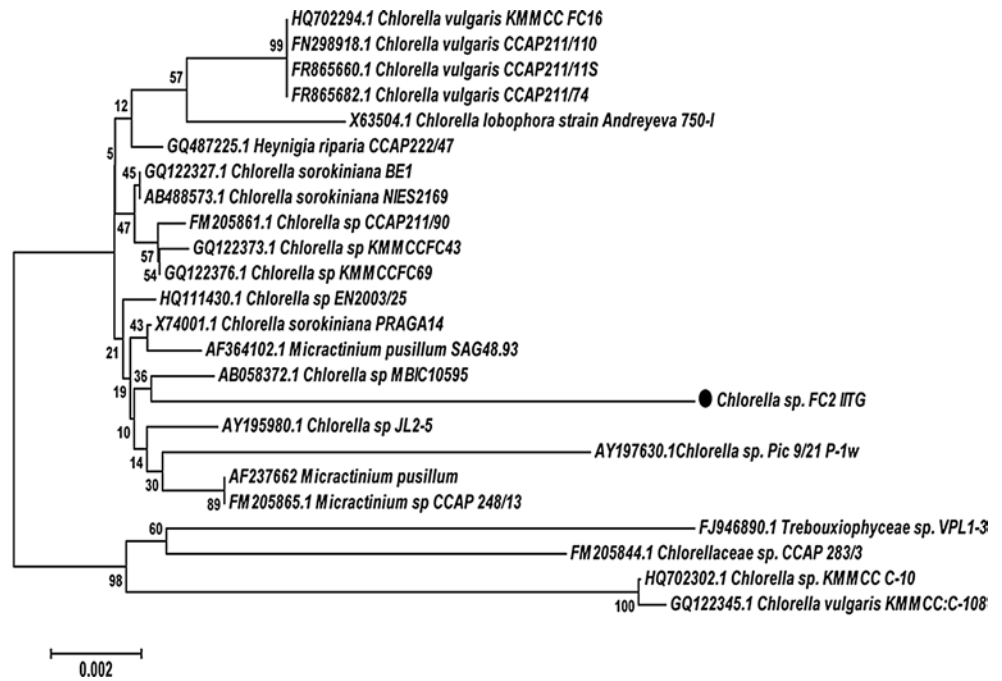 HQ702294.1 Chlorella vulgaris KMMCC FC16
FN298918.1 Chlorella vulgaris CCAP211/110
99
FR865660.1 Chlorella vulgaris CCAP211/11S
57
FR865682.1 Chlorella vulgaris CCAP211/74
12
X63504.1 Chlorella lobophora strain Andreyeva 750-I
GQ487225.1 Heynigia riparia CCAP222/47
5
45
GQ122327.1 Chlorella sorokiniana BE1
AB488573.1 Chlorella sorokiniana NIES2169
47
FM205861.1 Chlorella sp CCAP211/90
GQ122373.1 Chlorella sp KMMCCFC43
57
54
GQ122376.1 Chlorella sp KMMCCFC69
HQ111430.1 Chlorella sp EN2003/25
43
X74001.1 Chlorella sorokiniana PRAGA14
21
AF364102.1 Micractinium pusillum SAG48.93
36
AB058372.1 Chlorella sp MBIC10595
19
Chlorella sp. FC2 IITG
AY195980.1 Chlorella sp JL2-5
10
AY197630.1Chlorella sp. Pic 9/21 P-1w
14
AF237662 Micractinium pusillum
30
89
FM205865.1 Micractinium sp CCAP 248/13
60
FJ946890.1 Trebouxiophyceae sp. VPL1-3
FM205844.1 Chlorellaceae sp. CCAP 283/3
98
HQ702302.1 Chlorella sp. KMMCC C-10
100
GQ122345.1 Chlorella vulgaris KMMCC:C-108
0.002